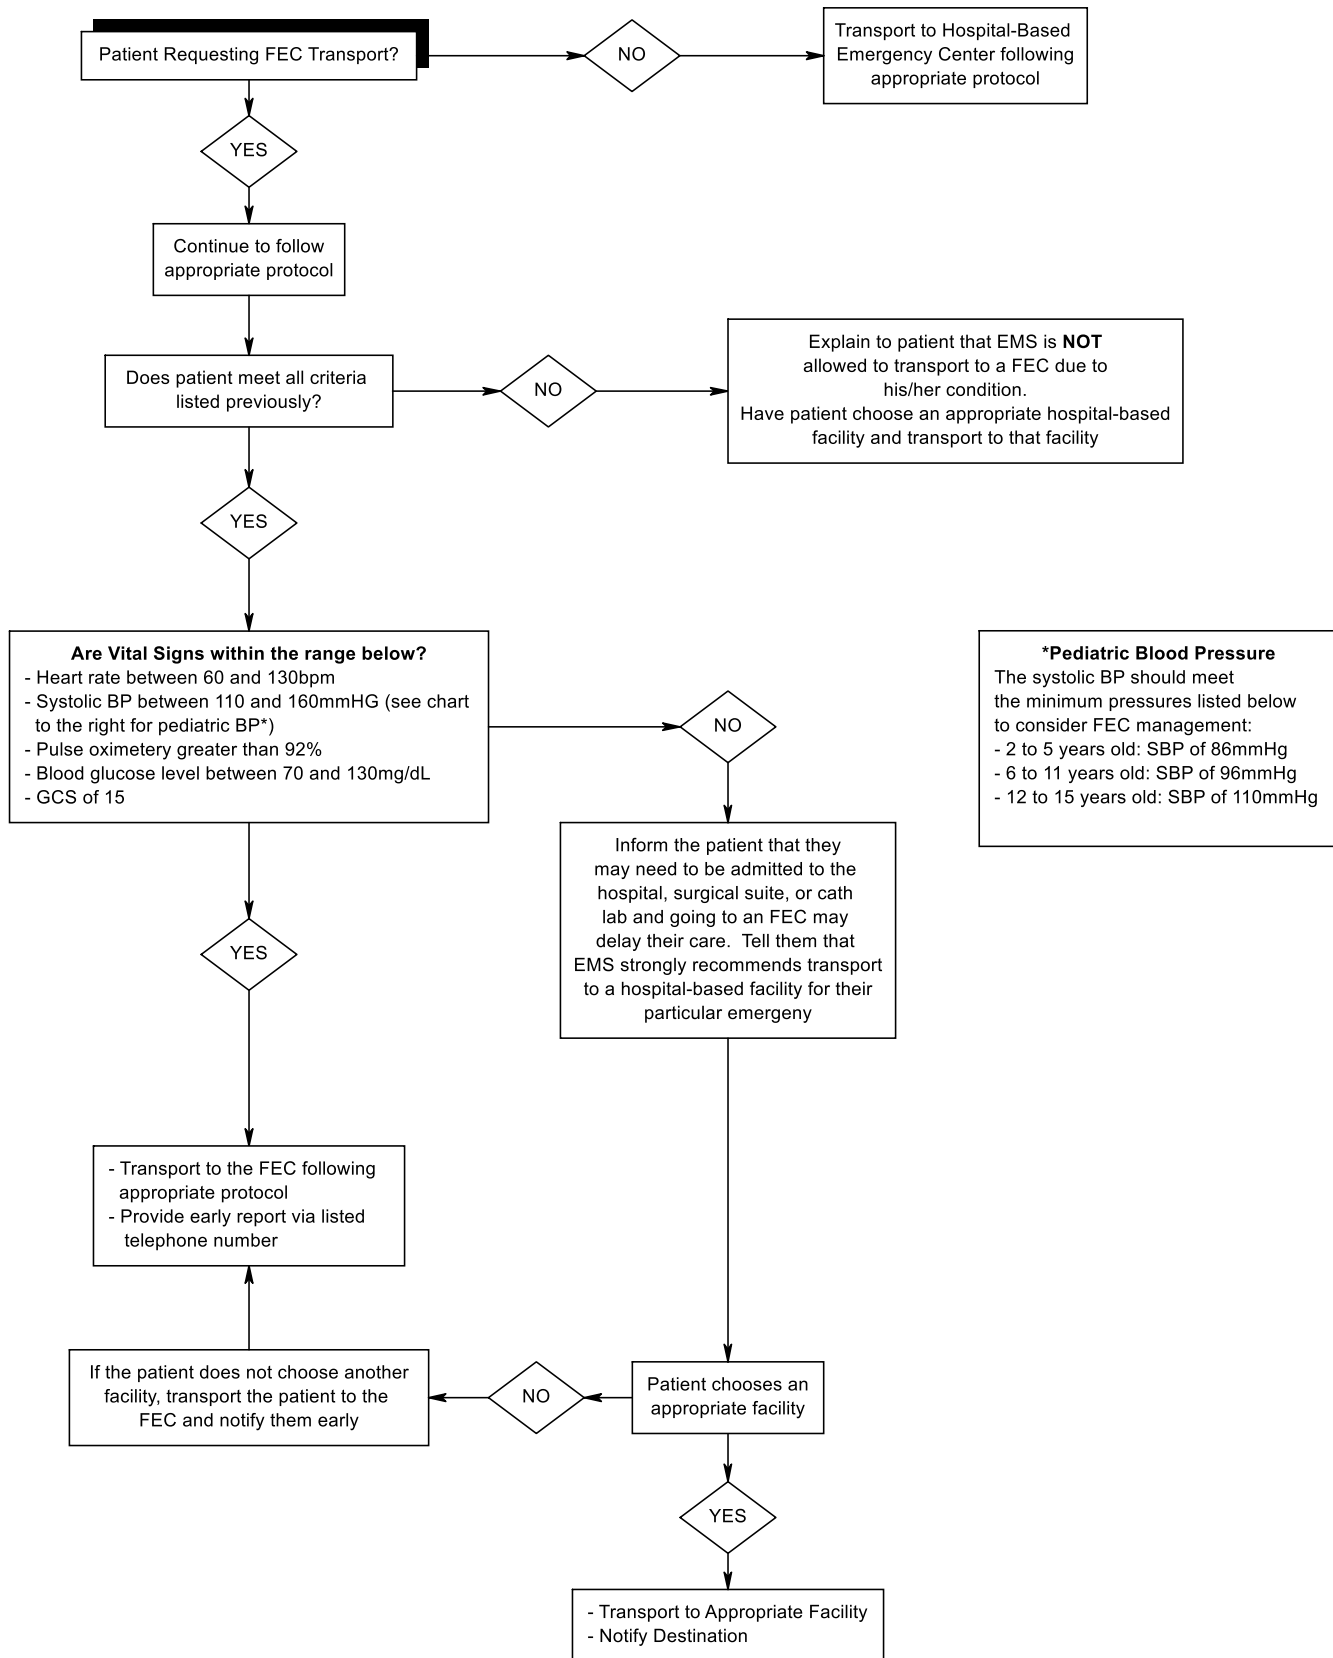 Patient Requesting FEC Transport?
NO
Transport to Hospital-Based
Emergency Center following
appropriate protocol
YES
Continue to follow
appropriate protocol
Does patient meet all criteria
listed previously?
NO
Explain to patient that EMS is NOT
allowed to transport to a FEC due to
his/her condition.
Have patient choose an appropriate hospital-based
facility and transport to that facility
YES
Are Vital Signs within the range below?
- Heart rate between 60 and 130bpm
- Systolic BP between 110 and 160mmHG (see chart
to the right for pediatric BP*)
- Pulse oximetery greater than 92%
- Blood glucose level between 70 and 130mg/dL
- GCS of 15
NO
*Pediatric Blood Pressure
The systolic BP should meet
the minimum pressures listed below
to consider FEC management:
- 2 to 5 years old: SBP of 86mmHg
- 6 to 11 years old: SBP of 96mmHg
- 12 to 15 years old: SBP of 110mmHg
Inform the patient that they
may need to be admitted to the
hospital, surgical suite, or cath
lab and going to an FEC may
delay their care. Tell them that
EMS strongly recommends transport
to a hospital-based facility for their
particular emergeny
YES
- Transport to the FEC following
appropriate protocol
- Provide early report via listed
telephone number
If the patient does not choose another
facility, transport the patient to the
FEC and notify them early
NO
Patient chooses an
appropriate facility
YES
- Transport to Appropriate Facility
- Notify Destination